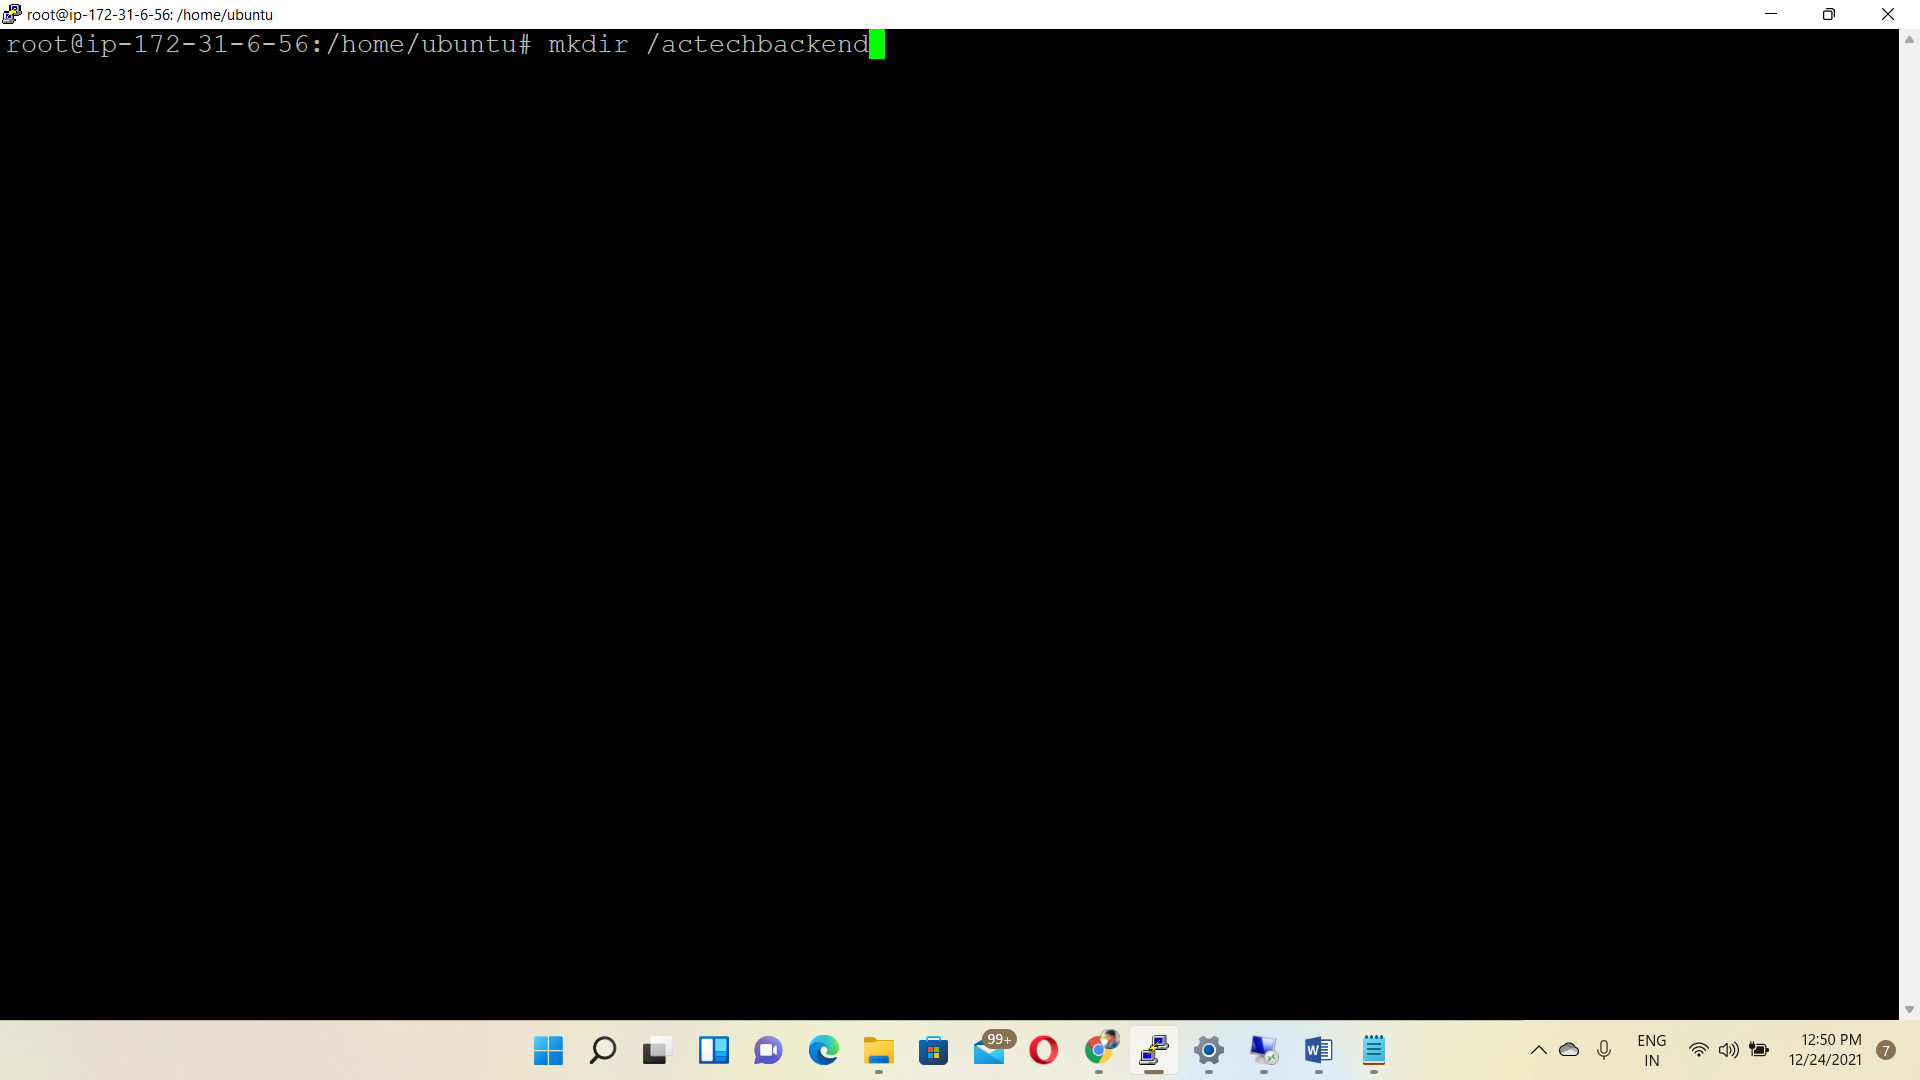 root@ip-172-31-6-56: /home/ubuntu
root@ip-172-31-6-56:/home/ubuntu# mkdir /actechbackend
99+
W
ENG
IN
12:50 PM
12/24/2021
7